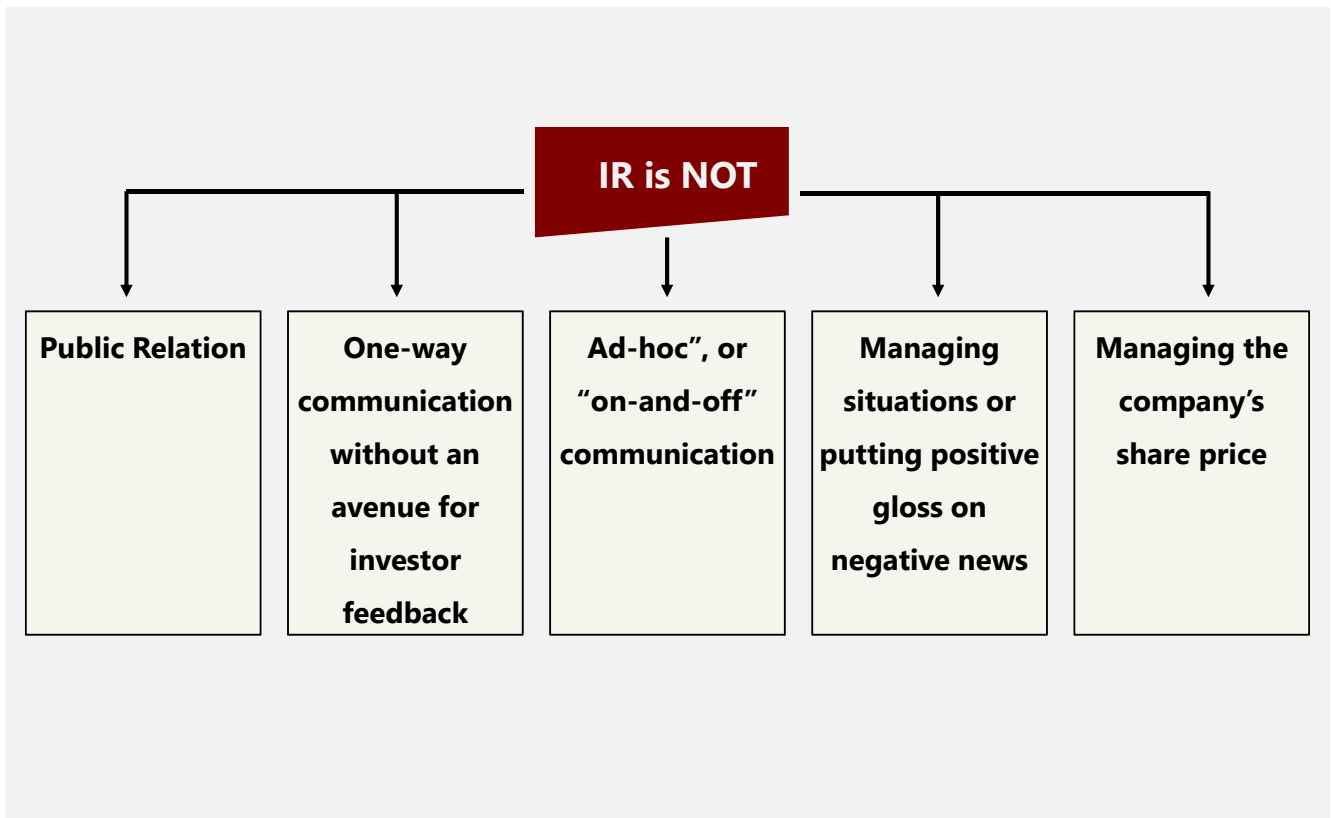 IR is NOT
Public Relation
One-way
communication
without an
avenue for
investor
feedback
Ad-hoc”, or
“on-and-off”
communication
Managing
situations or
putting positive
gloss on
negative news
Managing the
company’s
share price